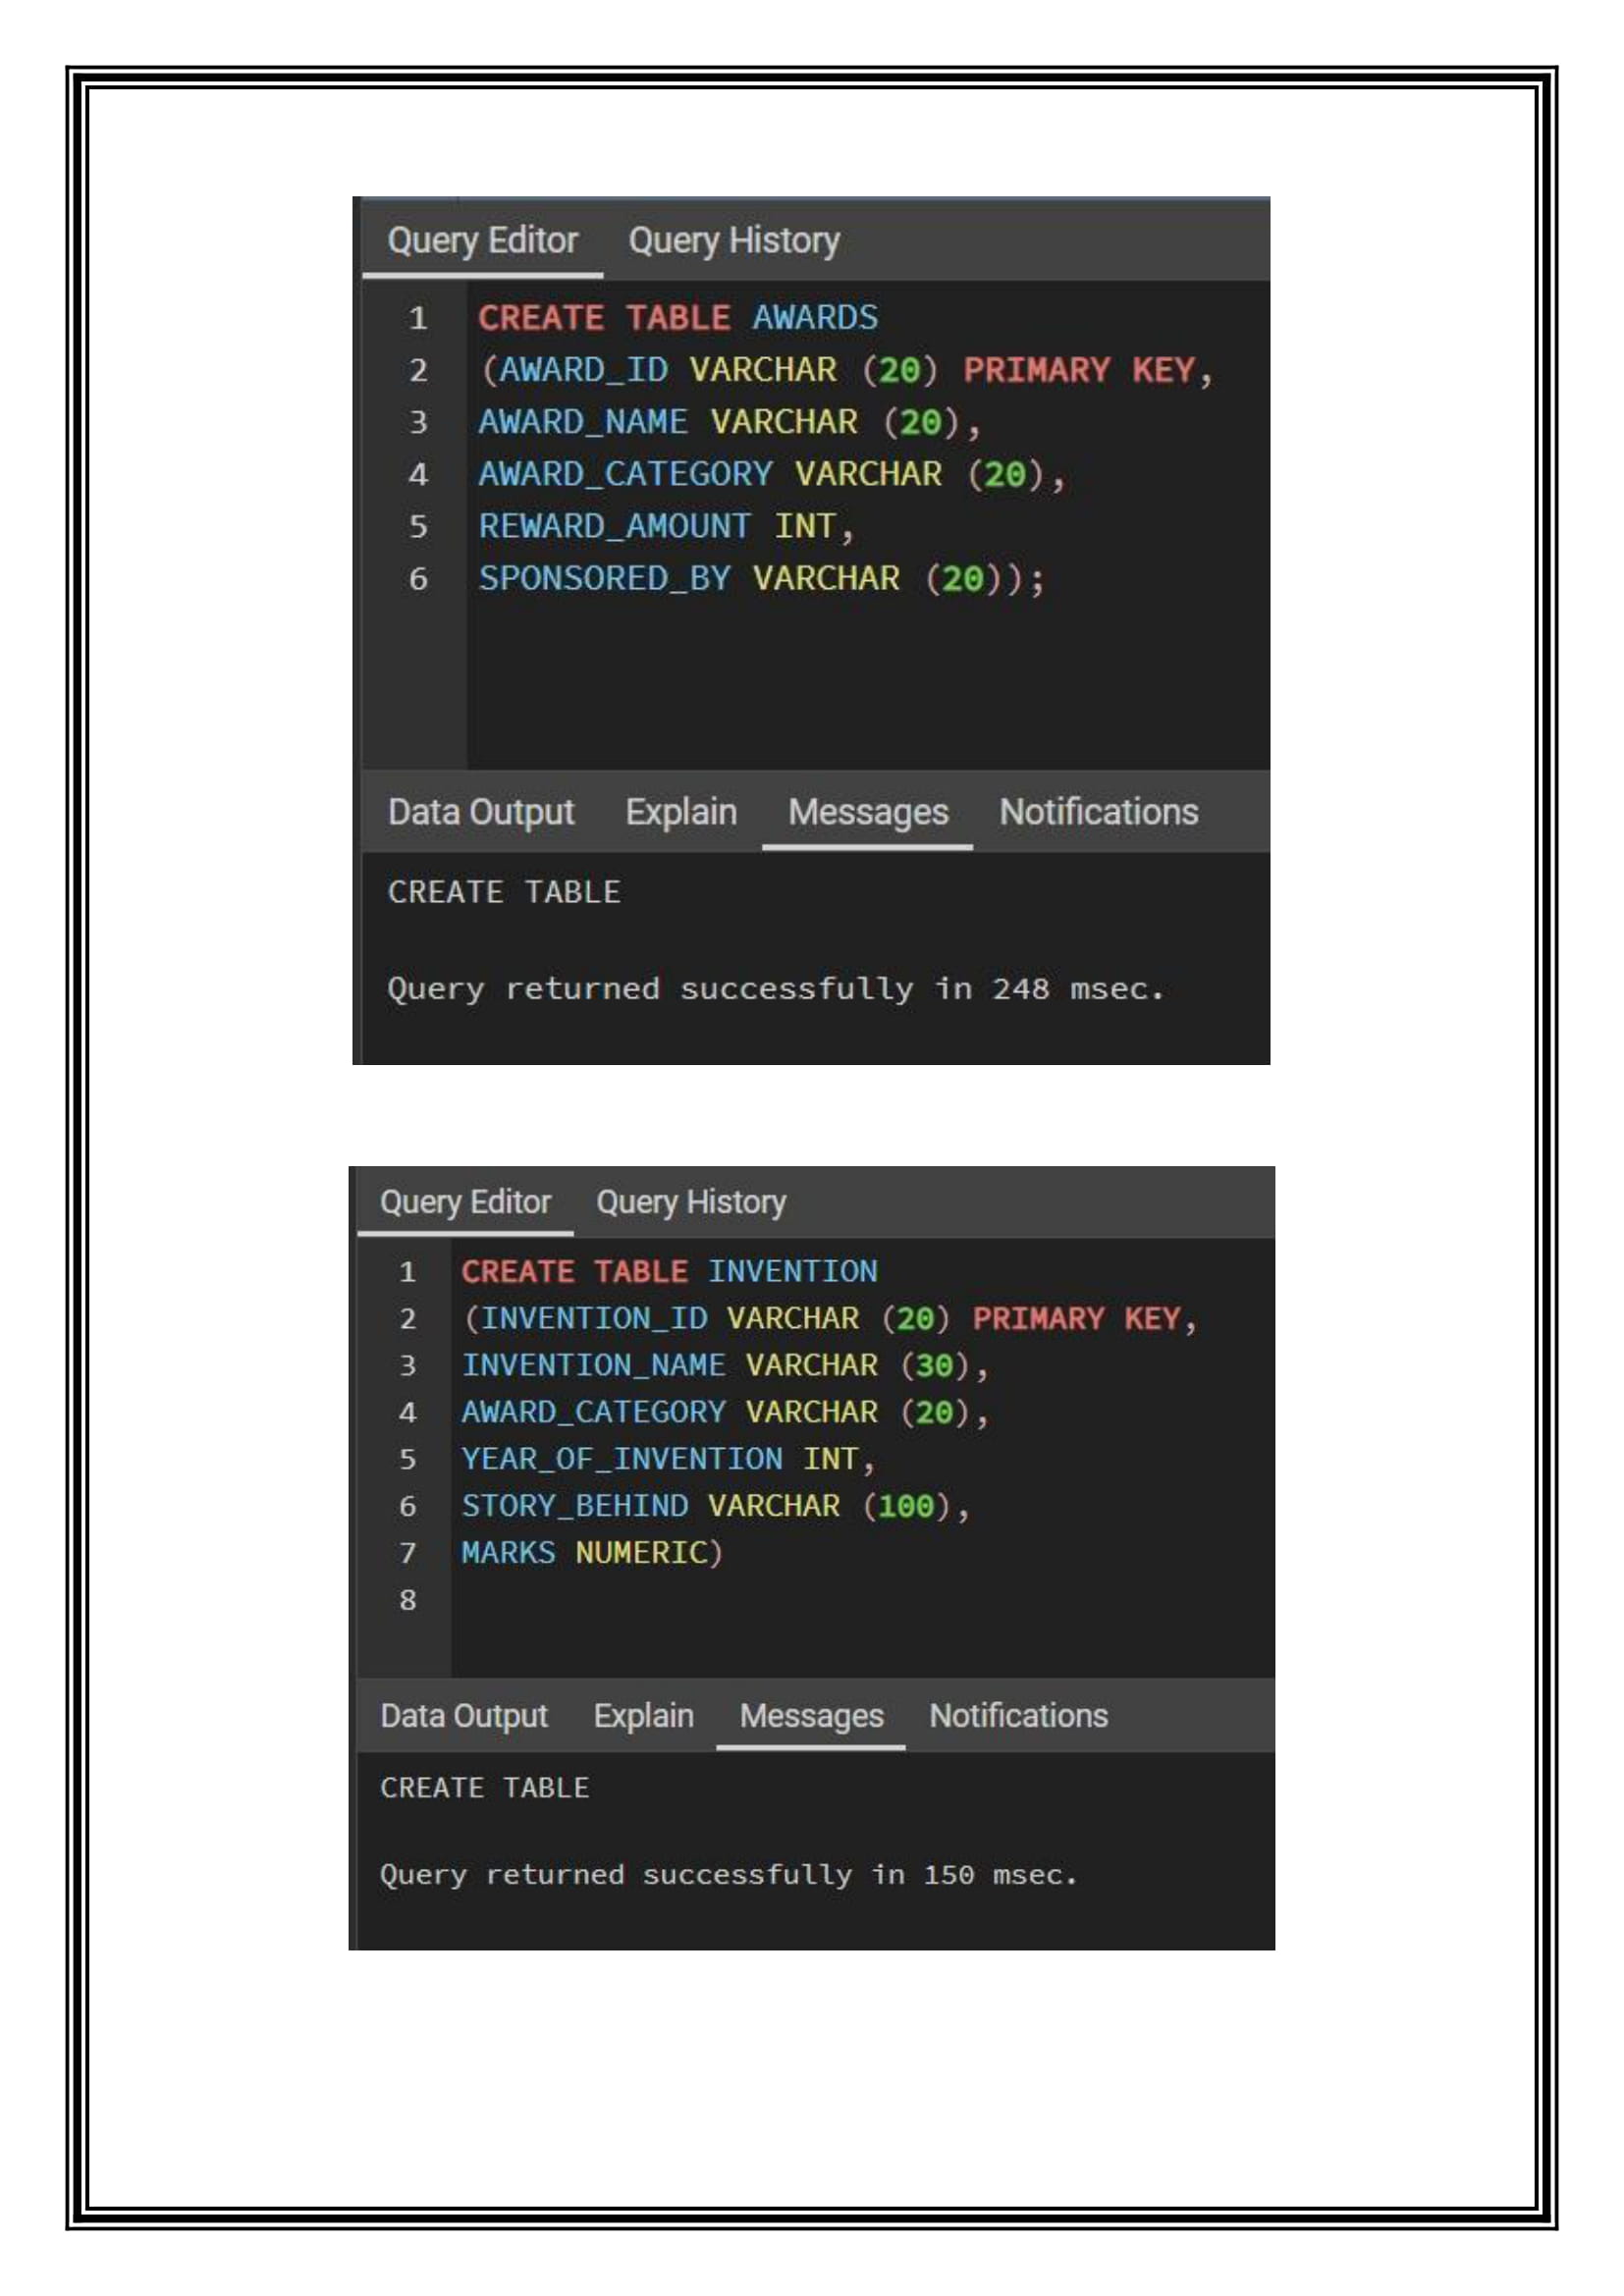 Query Editor Query History
1 CREATE TABLE AWARDS
2 (AWARD_ID VARCHAR (20) PRIMARY KEY,
3 AWARD_NAME VARCHAR (20),
4 AWARD_CATEGORY VARCHAR (20),
5 REWARD_AMOUNT INT,
6 SPONSORED_BY VARCHAR (20));
Data Output Explain Messages Notifications
CREATE TABLE
Query returned successfully in 248 msec.
Query Editor Query History
1 CREATE TABLE INVENTION
2 (INVENTION_ID VARCHAR (20) PRIMARY KEY,
3 INVENTION_NAME VARCHAR (30),
4 AWARD_CATEGORY VARCHAR (20),
5 YEAR_OF_INVENTION INT,
6 STORY_BEHIND VARCHAR (100),
7 MARKS NUMERIC)
8
Data Output Explain Messages Notifications
CREATE TABLE
Query returned successfully in 150 msec.